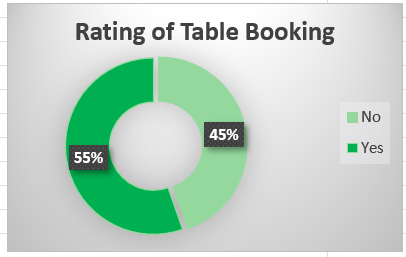 Rating of Table Booking
45%
55%
No
Yes